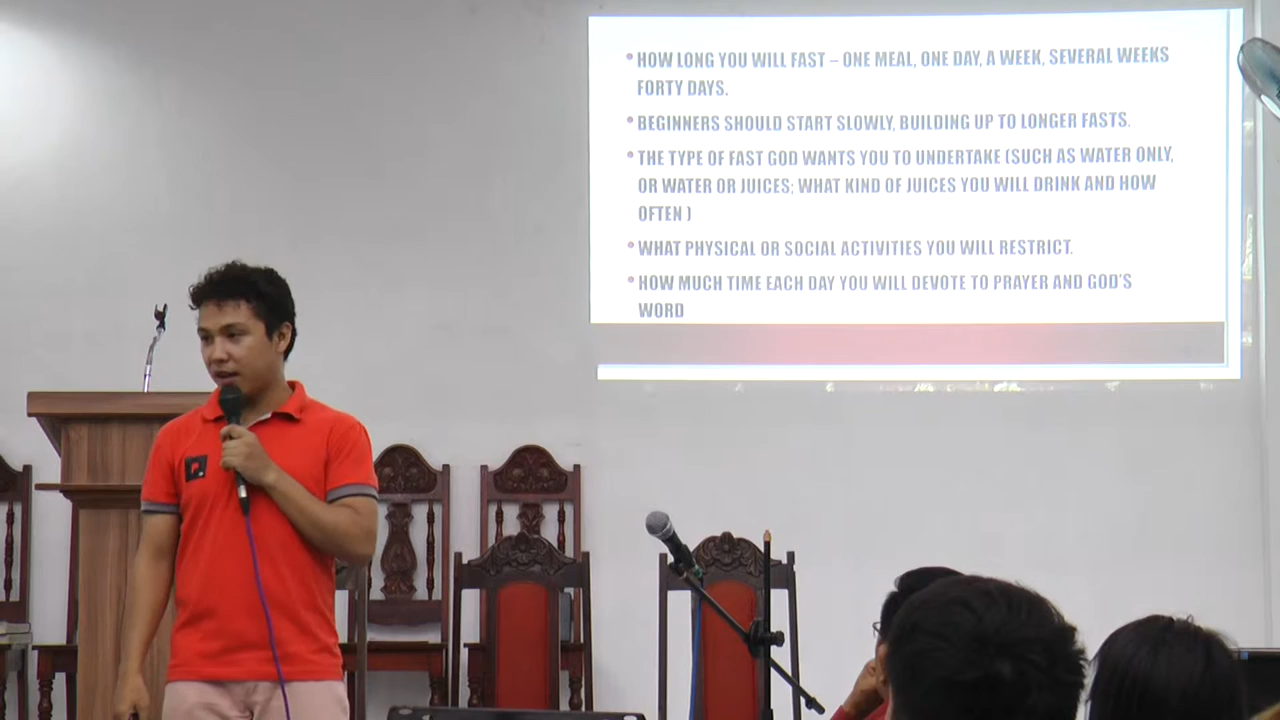 • HOW LONG YOU WILL FAST – ONE MEAL, ONE DAY, A WEEK, SEVERAL WEEKS
FORTY DAYS.
• BEGINNERS SHOULD START SLOWLY, BUILDING UP TO LONGER FASTS.
• THE TYPE OF FAST GOD WANTS YOU TO UNDERTAKE (SUCH AS WATER ONLY,
OR WATER OR JUICES; WHAT KIND OF JUICES YOU WILL DRINK AND HOW
OFTEN )
• WHAT PHYSICAL OR SOCIAL ACTIVITIES YOU WILL RESTRICT.
• HOW MUCH TIME EACH DAY YOU WILL DEVOTE TO PRAYER AND GOD'S
WORD